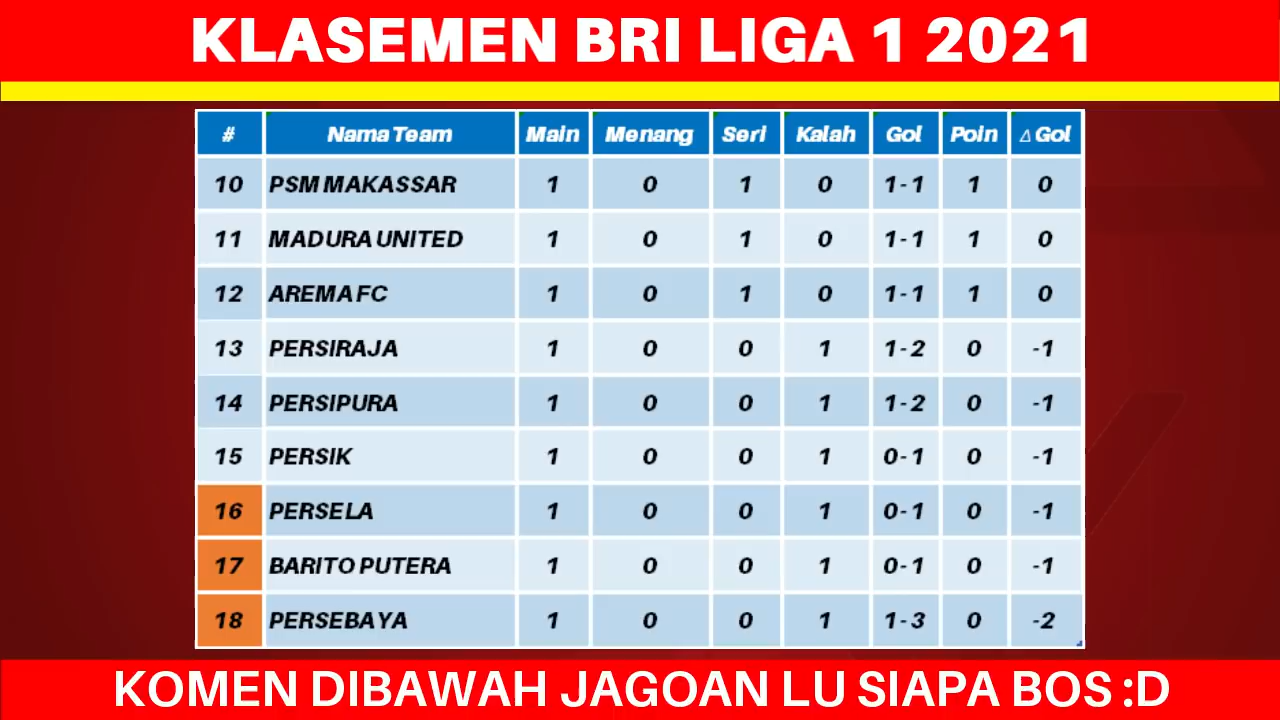 KLASEMEN BRI LIGA 1 2021
# Nama Team Main Menang Seri Kalah Gol Poin △ Gol
10 PSM MAKASSAR 1 0 1 0 1-1 1 0
11 MADURA UNITED 1 0 1 0 1-1 1 0
12 AREMA FC 1 0 1 0 1-1 1 0
13 PERSIRAJA 1 0 0 1 1-2 0 -1
14 PERSIPURA 1 0 0 1 1-2 0 -1
15 PERSIK 1 0 0 1 0-1 0 -1
16 PERSELA 1 0 0 1 0-1 0 -1
17 BARITO PUTERA 1 0 0 1 0-1 0 -1
18 PERSEBAYA 1 0 0 1 1-3 0 -2
KOMEN DIBAWAH JAGOAN LU SIAPA BOS :D